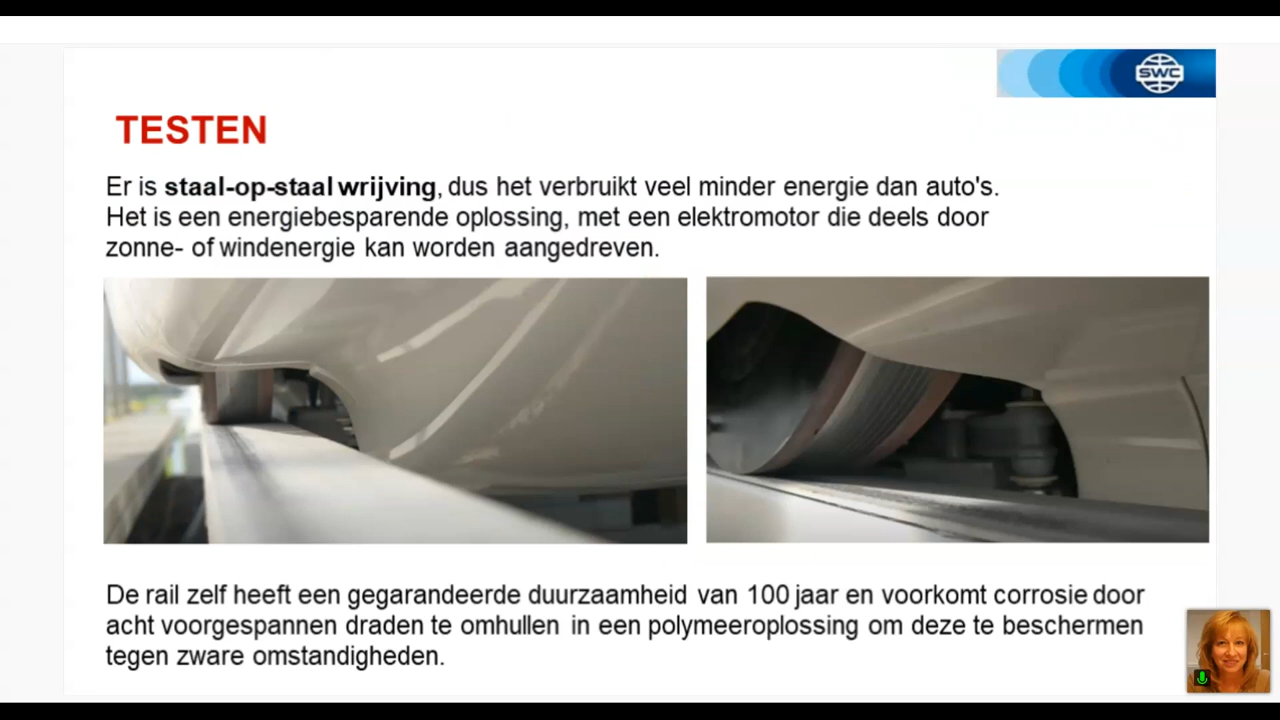 SWC
TESTEN
Er is staal-op-staal wrijving, dus het verbruikt veel minder energie dan auto's.
Het is een energiebesparende oplossing, met een elektromotor die deels door
zonne- of windenergie kan worden aangedreven.
De rail zelf heeft een gegarandeerde duurzaamheid van 100 jaar en voorkomt corrosie door
acht voorgespannen draden te omhullen in een polymeeroplossing om deze te beschermen
tegen zware omstandigheden.